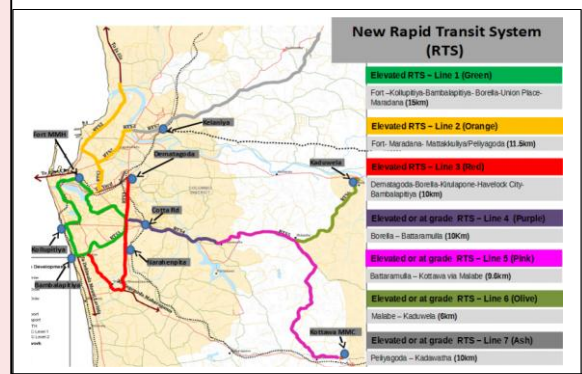 New Rapid Transit System
(RTS)
Elevated RTS – Line 1 (Green)
Fort –Kollupitiya-Bambalapitiya- Borella-Union Place-
Maradana (15km)
Elevated RTS – Line 2 (Orange)
Fort- Maradana- Mattakkuliya/Peliyagoda (11.5km)
Elevated RTS – Line 3 (Red)
Dematagoda-Borella-Kirulapone-Havelock City-
Bambalapitiya (10km)
Elevated or at grade RTS – Line 4 (Purple)
Borella – Battaramulla (10Km)
Elevated or at grade RTS – Line 5 (Pink)
Battaramulla – Kottawa via Malabe (9.6km)
Elevated or at grade RTS – Line 6 (Olive)
Malabe – Kaduwela (6km)
Elevated or at grade RTS – Line 7 (Ash)
Peliyagoda – Kadawatha (10km)
Kelaniya
Fort MMH
Dematagoda
Kaduwela
Cotta Rd
Narahenpita
Kollupitiya
Bambalapitiya
Kottawa MMC
Development